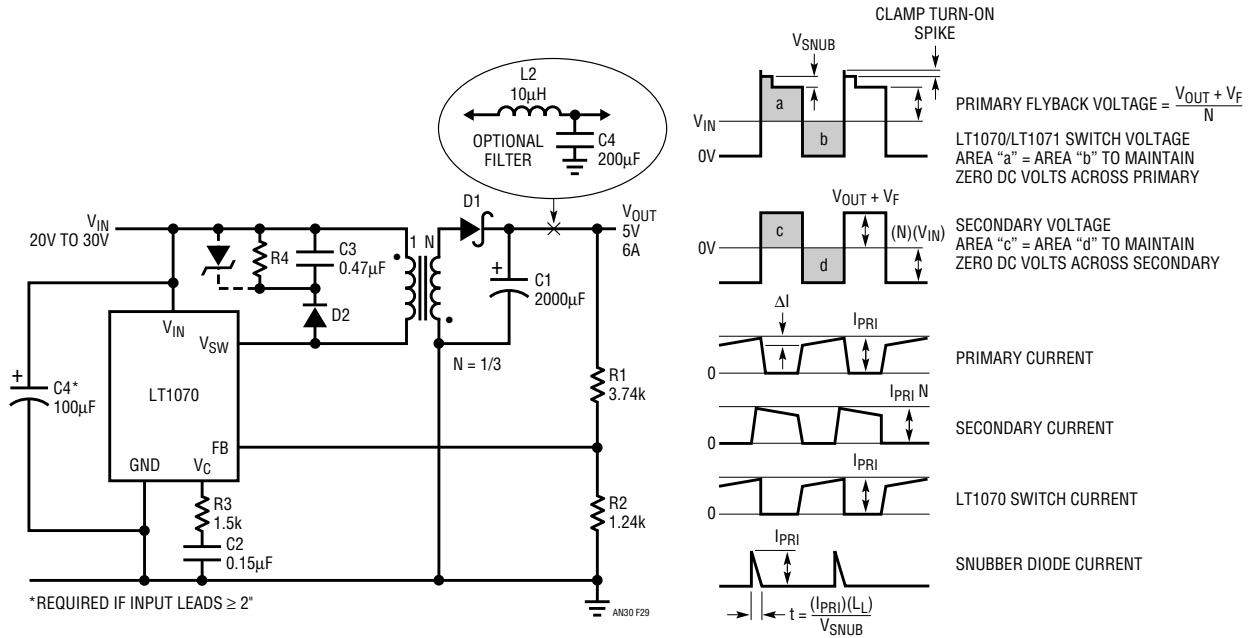 L2
10µH
OPTIONAL
FILTER
C4
200µF
V_IN
20V TO 30V
R4
C3
0.47µF
D2
1 N
D1
C1
2000µF
N = 1/3
V_OUT
5V
6A
+
+
C4*
100µF
V_IN
V_SW
LT1070
FB
GND
V_C
R1
3.74k
R2
1.24k
R3
1.5k
C2
0.15µF
*REQUIRED IF INPUT LEADS ≥ 2"
AN30 F29
CLAMP TURN-ON
SPIKE
V_SNUB
a
b
V_IN
0V
PRIMARY FLYBACK VOLTAGE = (V_OUT + V_F) / N
LT1070/LT1071 SWITCH VOLTAGE
AREA “a” = AREA “b” TO MAINTAIN
ZERO DC VOLTS ACROSS PRIMARY
V_OUT + V_F
0V
c
d
(N)(V_IN)
SECONDARY VOLTAGE
AREA “c” = AREA “d” TO MAINTAIN
ZERO DC VOLTS ACROSS SECONDARY
∆I
I_PRI
0
PRIMARY CURRENT
I_PRI N
0
SECONDARY CURRENT
I_PRI
0
LT1070 SWITCH CURRENT
I_PRI
SNUBBER DIODE CURRENT
t = (I_PRI)(L_L) / V_SNUB